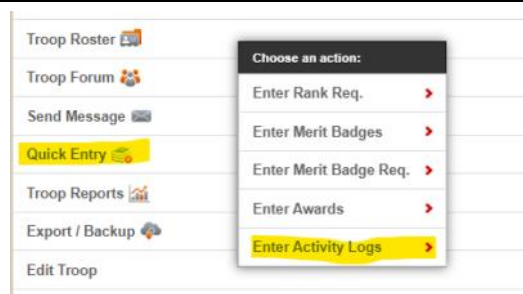 Troop Roster
Troop Forum
Send Message
Quick Entry
Troop Reports
Export / Backup
Edit Troop
Choose an action:
Enter Rank Req.
Enter Merit Badges
Enter Merit Badge Req.
Enter Awards
Enter Activity Logs